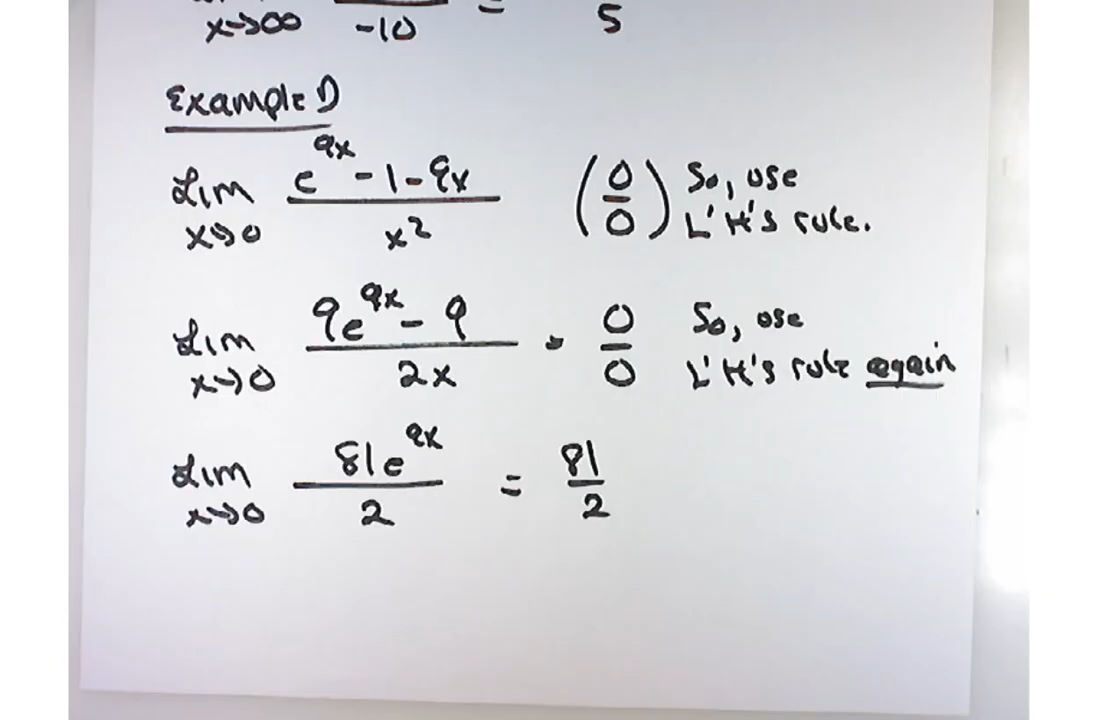 x→∞ -10 = 5
Example D
lim x→0 (e^{9x} - 1 - 9x) / x^2 (0/0) So, use L'H's rule.
lim x→0 (9e^{9x} - 9) / 2x = 0/0 So, use L'H's rule again
lim x→0 81e^{9x} / 2 = 81/2